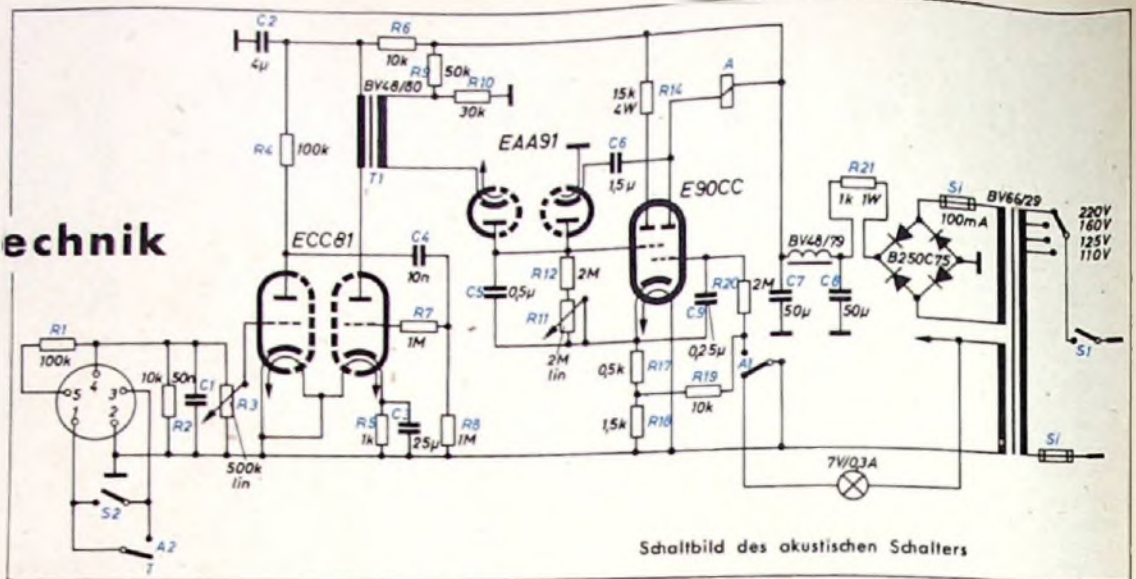 C2
4µ
R6
10k
R9
50k
BV48/80
R10
30k
R4
100k
T1
EAA91
C6
1,5µ
15k
4W
R14
A
E90CC
R21
1k 1W
Si
100mA
BV66/29
220V
160V
125V
110V
BV48/79
B250C75
echnik
ECC81
C4
10n
R7
1M
C5
0,5µ
R12
2M
R11
2M
lin
R20
2M
C9
0,25µ
C7
50µ
C8
50µ
S1
R1
100k
4
5
3
1
2
10k
R2
50n
C1
R3
500k
lin
R5
1k
C3
25µ
R8
1M
0,5k
R17
R19
10k
A1
1,5k
R18
7V/0,3A
Si
S2
A2
T
Schaltbild des akustischen Schalters